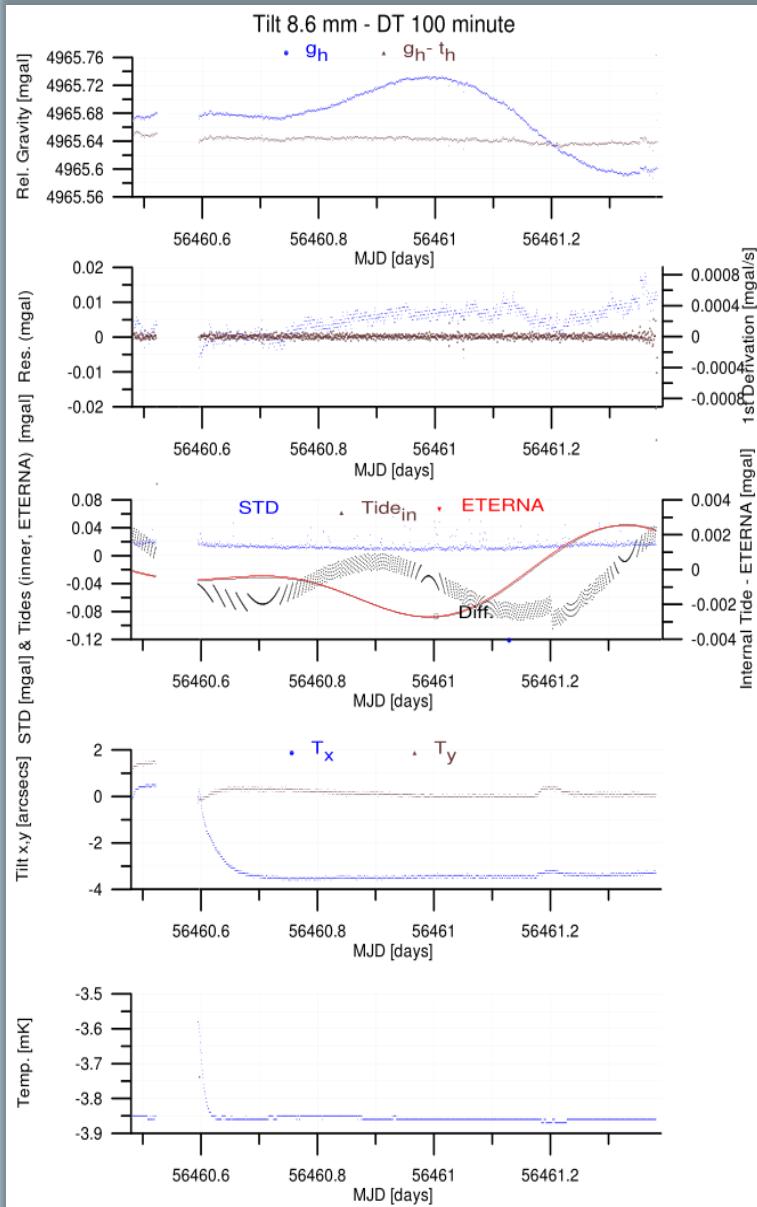 Tilt 8.6 mm - DT 100 minute
g_h g_h - t_h
Rel. Gravity [mgal]
4965.76
4965.72
4965.68
4965.64
4965.6
4965.56
56460.6 56460.8 56461 56461.2
MJD [days]
Res. (mgal)
0.02
0.01
0
-0.01
-0.02
0.0008
0.0004
0
-0.0004
-0.0008
1st Derivation [mgal/s]
56460.6 56460.8 56461 56461.2
MJD [days]
STD [mgal] & Tides (inner, ETERNA) [mgal]
STD Tide_in ETERNA
0.08
0.04
0
-0.04
-0.08
-0.12
Diff.
0.004
0.002
0
-0.002
-0.004
Internal Tide - ETERNA [mgal]
56460.6 56460.8 56461 56461.2
MJD [days]
T_x T_y
Tilt x,y [arcsecs]
2
0
-2
-4
56460.6 56460.8 56461 56461.2
MJD [days]
Temp. [mK]
-3.5
-3.6
-3.7
-3.8
-3.9
56460.6 56460.8 56461 56461.2
MJD [days]